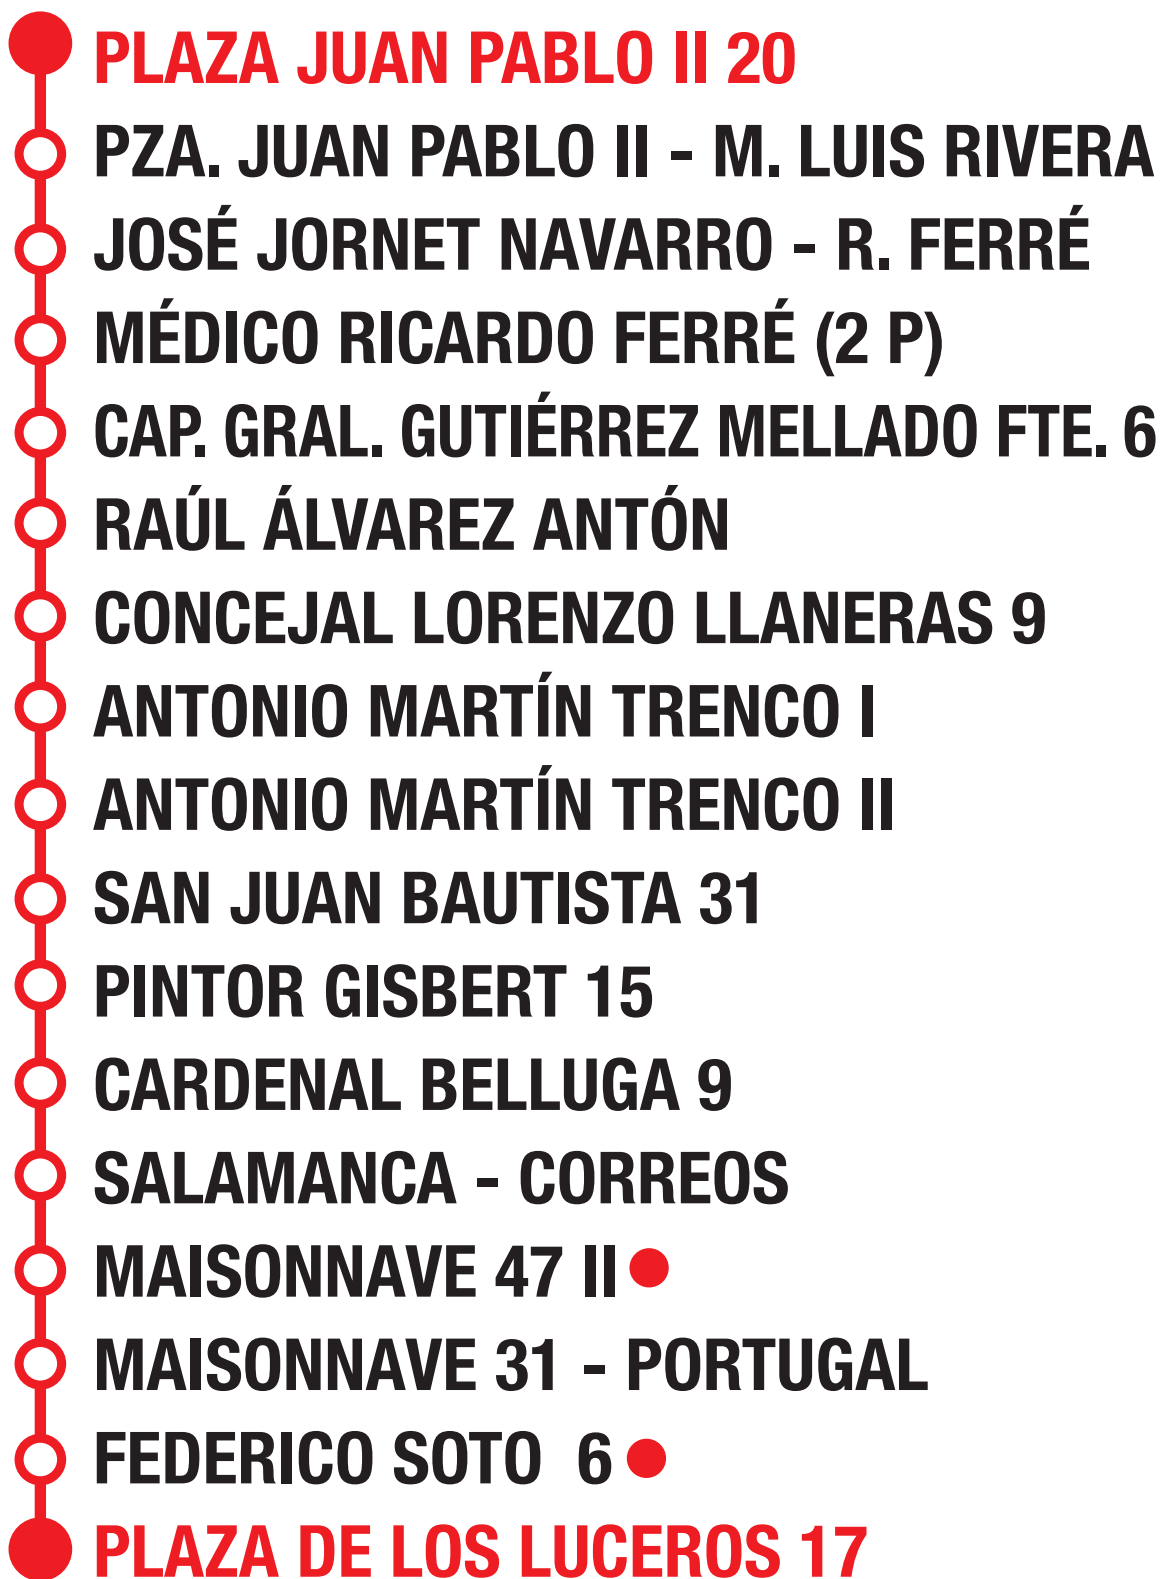 PLAZA JUAN PABLO II 20
PZA. JUAN PABLO II - M. LUIS RIVERA
JOSÉ JORNET NAVARRO - R. FERRÉ
MÉDICO RICARDO FERRÉ (2 P)
CAP. GRAL. GUTIÉRREZ MELLADO FTE. 6
RAÚL ÁLVAREZ ANTÓN
CONCEJAL LORENZO LLANERAS 9
ANTONIO MARTÍN TRENCO I
ANTONIO MARTÍN TRENCO II
SAN JUAN BAUTISTA 31
PINTOR GISBERT 15
CARDENAL BELLUGA 9
SALAMANCA - CORREOS
MAISONNAVE 47 II
MAISONNAVE 31 - PORTUGAL
FEDERICO SOTO 6
PLAZA DE LOS LUCEROS 17